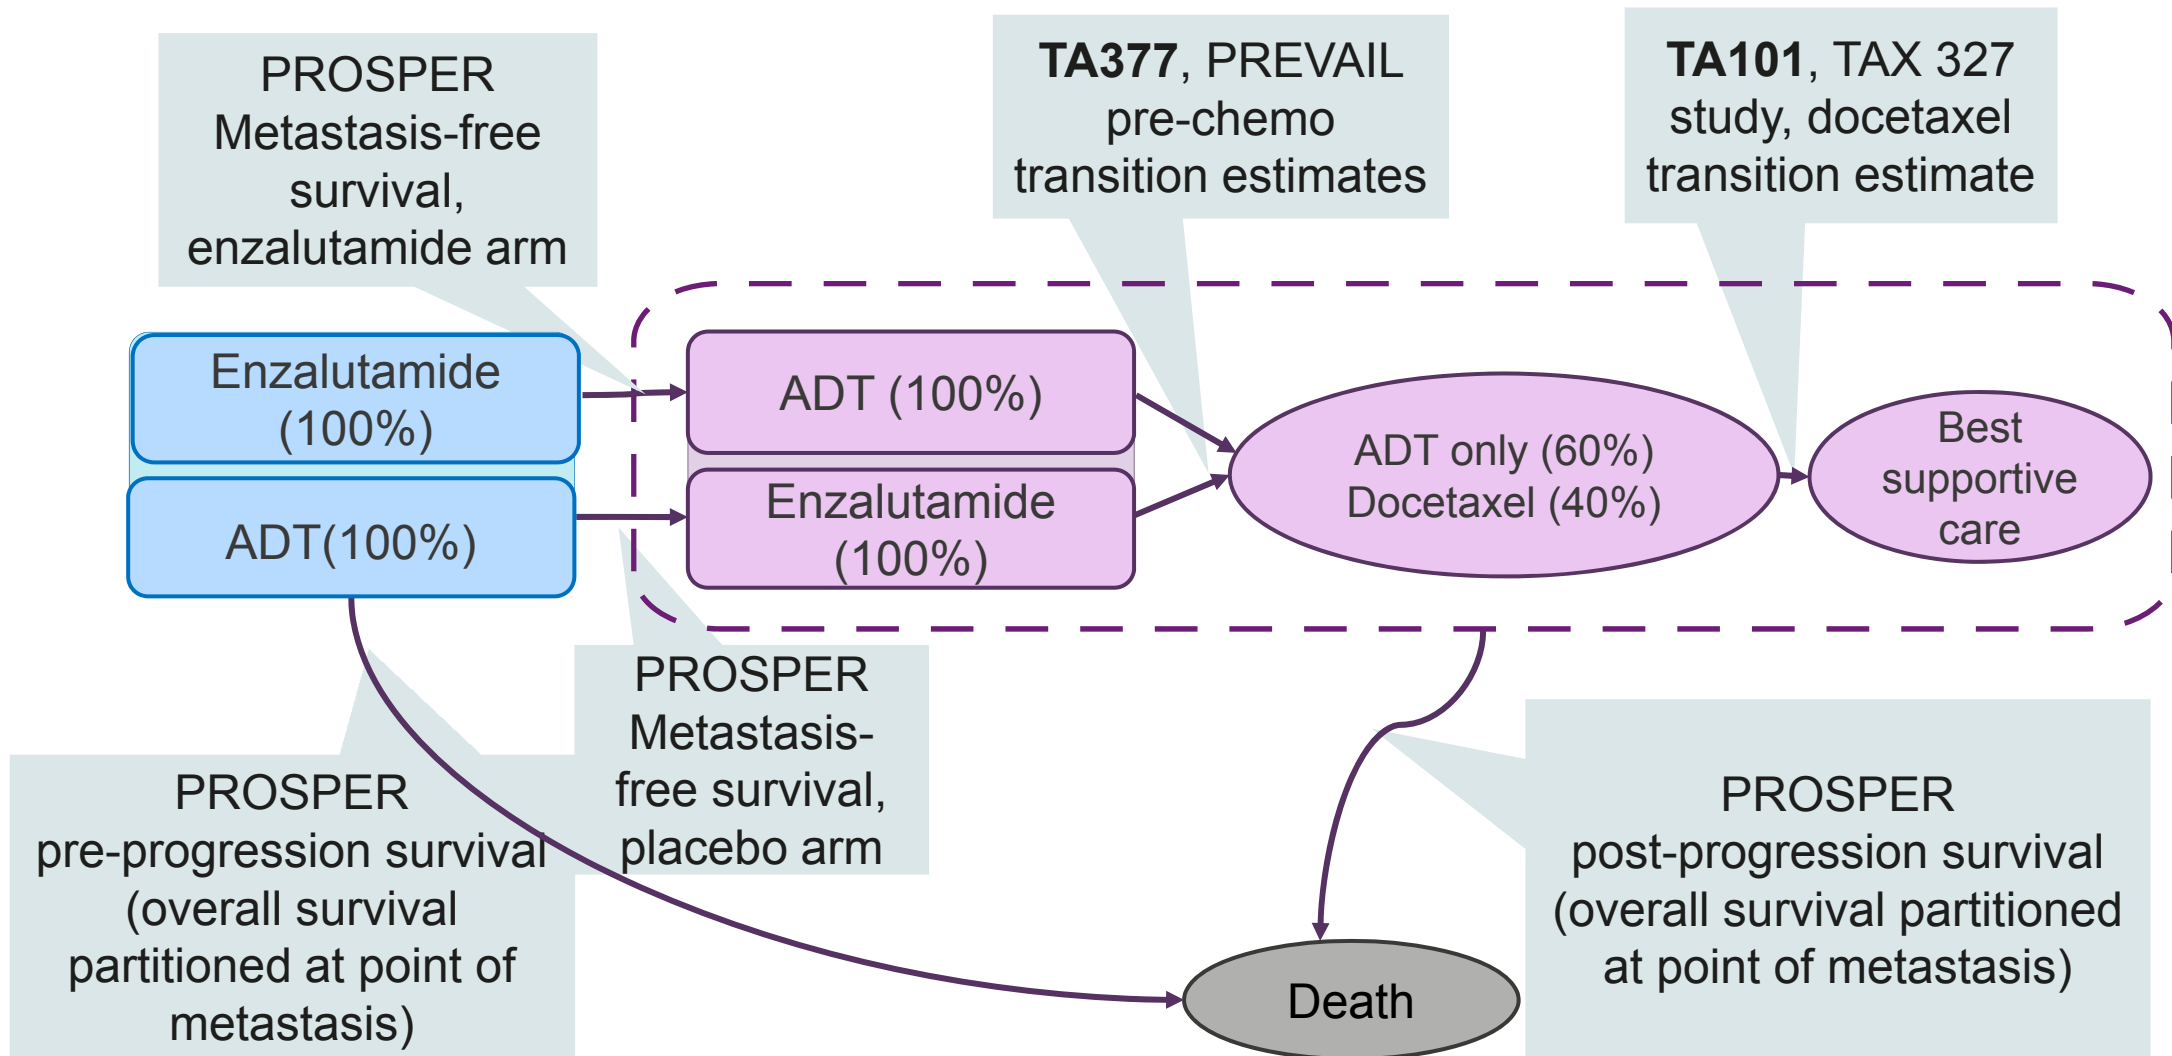 PROSPER
Metastasis-free
survival,
enzalutamide arm
TA377, PREVAIL
pre-chemo
transition estimates
TA101, TAX 327
study, docetaxel
transition estimate
Enzalutamide
(100%)
ADT(100%)
ADT (100%)
Enzalutamide
(100%)
ADT only (60%)
Docetaxel (40%)
Best
supportive
care
PROSPER
pre-progression survival
(overall survival
partitioned at point of
metastasis)
PROSPER
Metastasis-
free survival,
placebo arm
PROSPER
post-progression survival
(overall survival partitioned
at point of metastasis)
Death